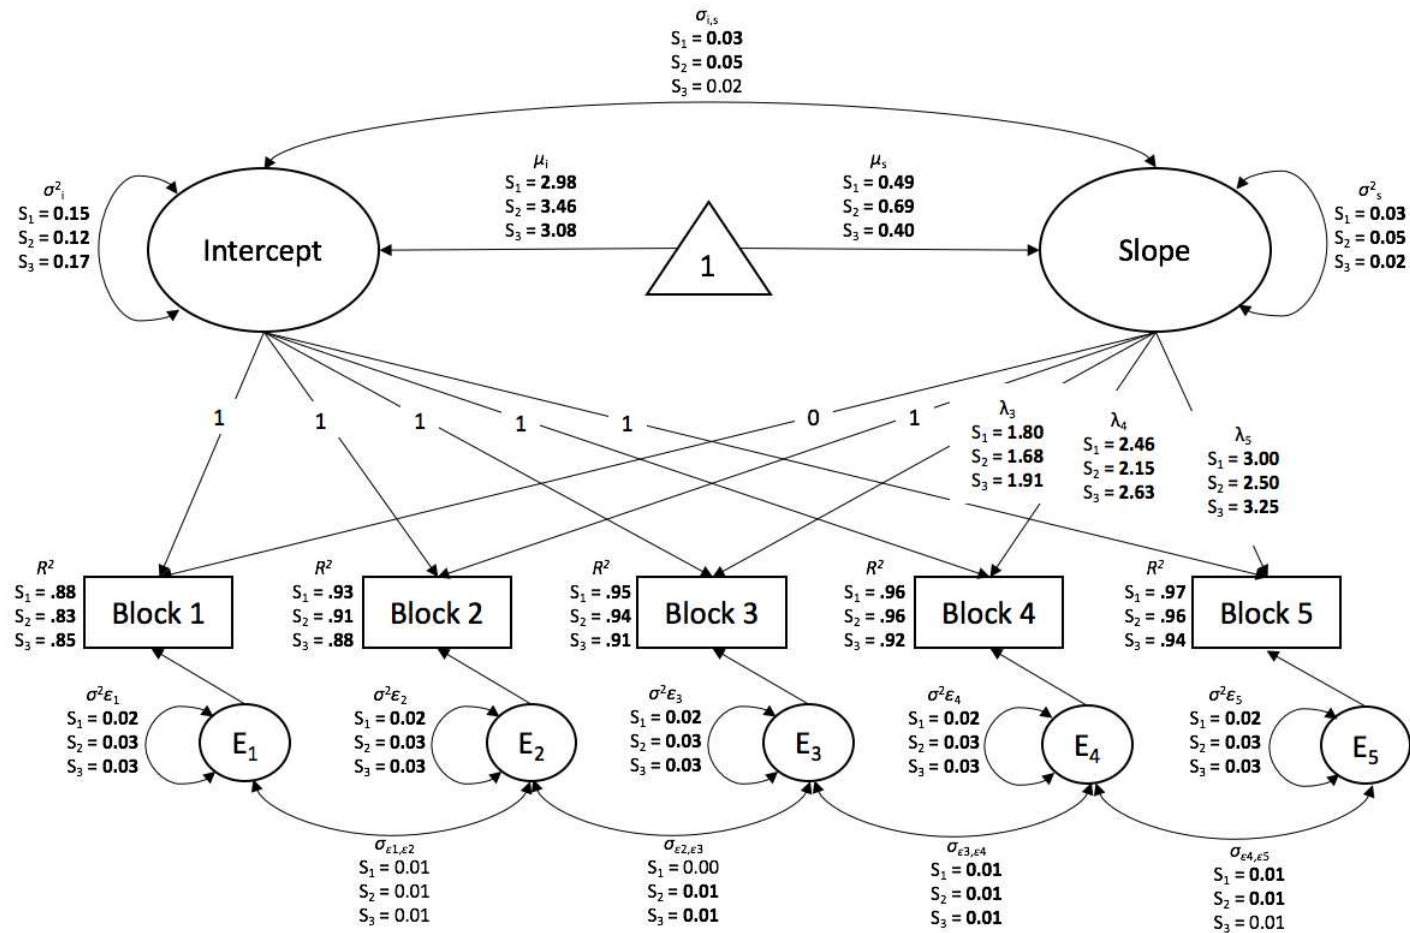 σi,s
S1 = 0.03
S2 = 0.05
S3 = 0.02
σ²i
S1 = 0.15
S2 = 0.12
S3 = 0.17
Intercept
μi
S1 = 2.98
S2 = 3.46
S3 = 3.08
1
μs
S1 = 0.49
S2 = 0.69
S3 = 0.40
Slope
σ²s
S1 = 0.03
S2 = 0.05
S3 = 0.02
1
1
1
1
1
0
1
λ3
S1 = 1.80
S2 = 1.68
S3 = 1.91
λ4
S1 = 2.46
S2 = 2.15
S3 = 2.63
λ5
S1 = 3.00
S2 = 2.50
S3 = 3.25
R²
S1 = .88
S2 = .83
S3 = .85
Block 1
R²
S1 = .93
S2 = .91
S3 = .88
Block 2
R²
S1 = .95
S2 = .94
S3 = .91
Block 3
R²
S1 = .96
S2 = .96
S3 = .92
Block 4
R²
S1 = .97
S2 = .96
S3 = .94
Block 5
σ²ε1
S1 = 0.02
S2 = 0.03
S3 = 0.03
E1
σ²ε2
S1 = 0.02
S2 = 0.03
S3 = 0.03
E2
σ²ε3
S1 = 0.02
S2 = 0.03
S3 = 0.03
E3
σ²ε4
S1 = 0.02
S2 = 0.03
S3 = 0.03
E4
σ²ε5
S1 = 0.02
S2 = 0.03
S3 = 0.03
E5
σε1,ε2
S1 = 0.01
S2 = 0.01
S3 = 0.01
σε2,ε3
S1 = 0.00
S2 = 0.01
S3 = 0.01
σε3,ε4
S1 = 0.01
S2 = 0.01
S3 = 0.01
σε4,ε5
S1 = 0.01
S2 = 0.01
S3 = 0.01